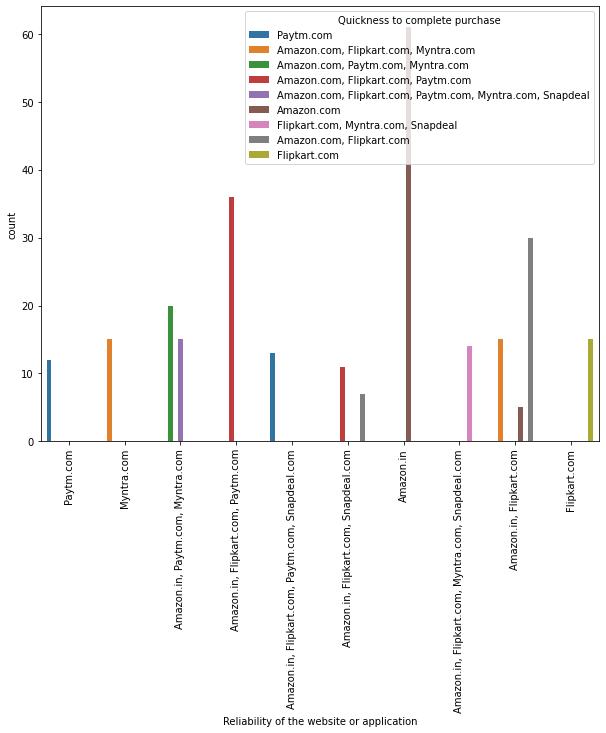 Quickness to complete purchase
Paytm.com
Amazon.com, Flipkart.com, Myntra.com
Amazon.com, Paytm.com, Myntra.com
Amazon.com, Flipkart.com, Paytm.com
Amazon.com, Flipkart.com, Paytm.com, Myntra.com, Snapdeal
Amazon.com
Flipkart.com, Myntra.com, Snapdeal
Amazon.com, Flipkart.com
Flipkart.com
count
60
50
40
30
20
10
0
Paytm.com
Myntra.com
Amazon.in, Paytm.com, Myntra.com
Amazon.in, Flipkart.com, Paytm.com
Amazon.in, Flipkart.com, Paytm.com, Snapdeal.com
Amazon.in, Flipkart.com, Snapdeal.com
Amazon.in
Amazon.in, Flipkart.com, Myntra.com, Snapdeal.com
Amazon.in, Flipkart.com
Flipkart.com
Reliability of the website or application